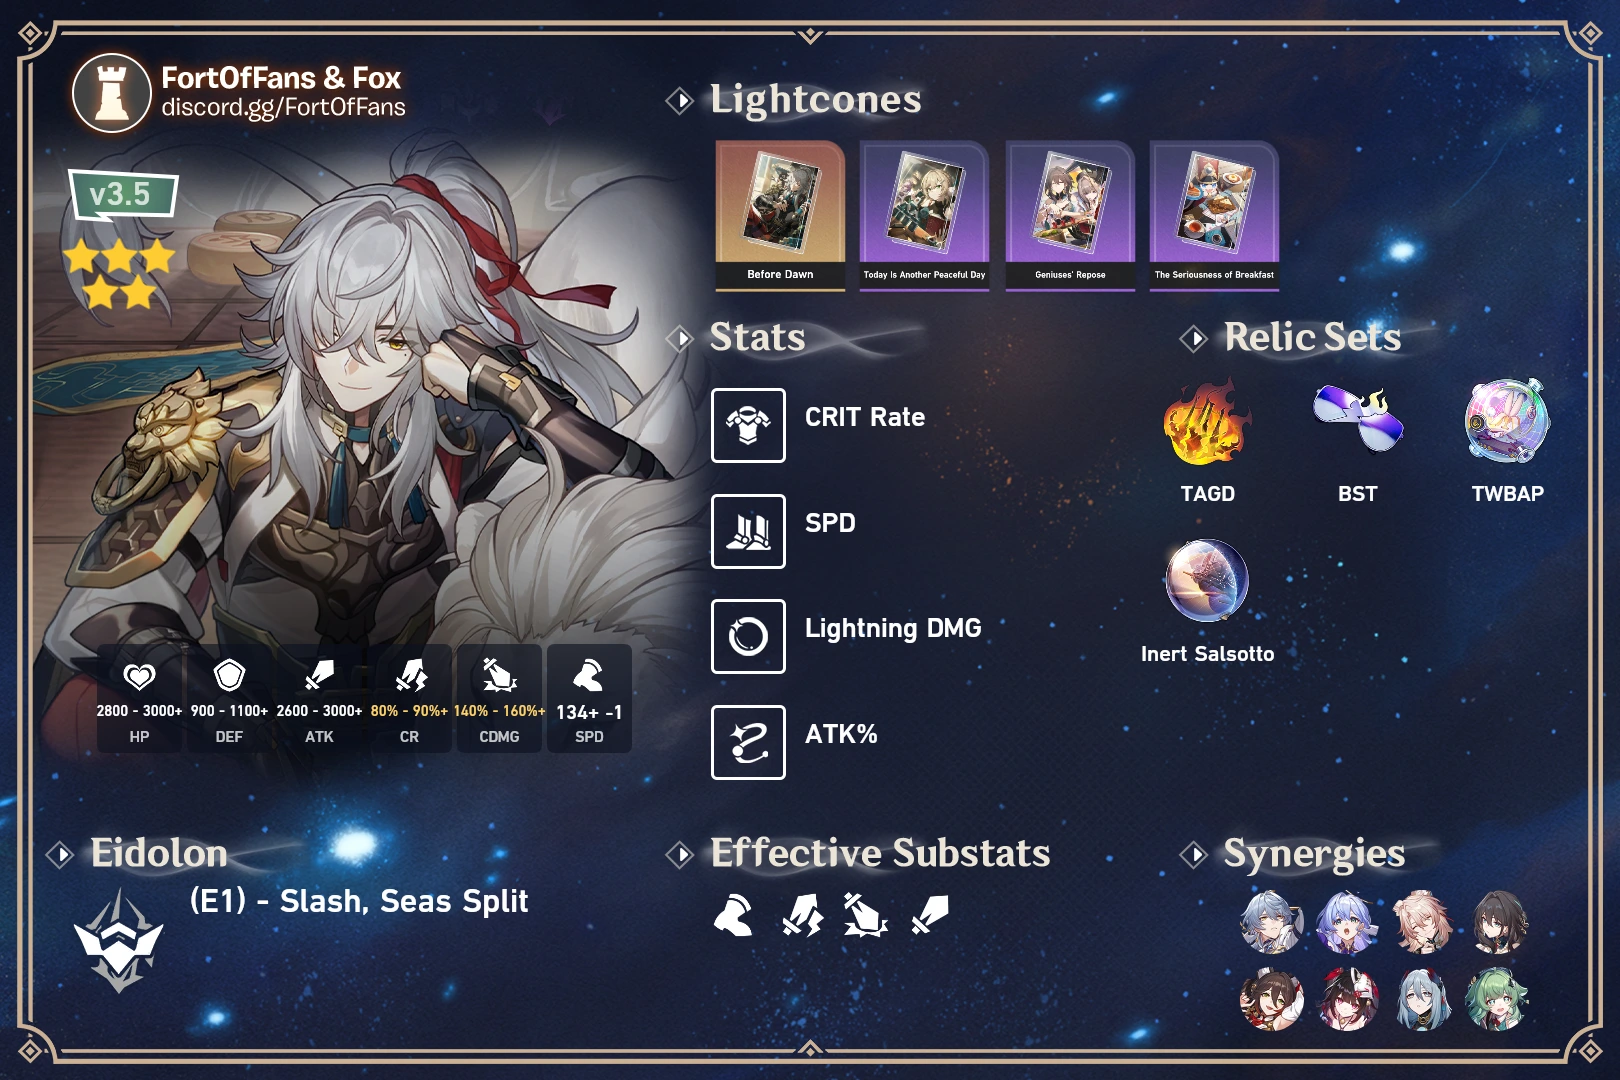 FortOfFans & Fox
discord.gg/FortOfFans
v3.5
Lightcones
Before Dawn
Today Is Another Peaceful Day
Geniuses' Repose
The Seriousness of Breakfast
Stats
CRIT Rate
SPD
Lightning DMG
ATK%
Relic Sets
TAGD
BST
TWBAP
Inert Salsotto
2800 - 3000+
HP
900 - 1100+
DEF
2600 - 3000+
ATK
80% - 90%+
CR
140% - 160%+
CDMG
134+ -1
SPD
Eidolon
(E1) - Slash, Seas Split
Effective Substats
Synergies